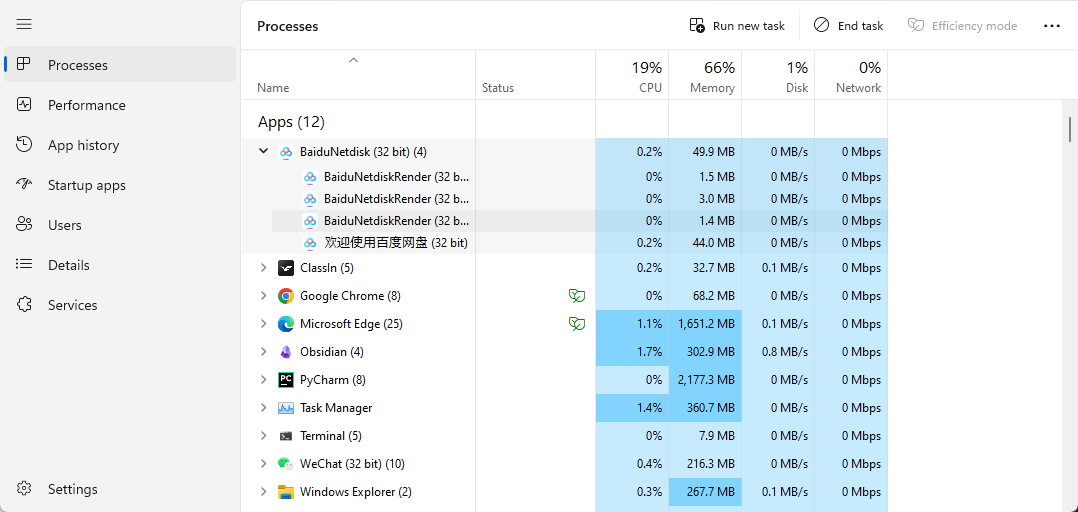 Processes
Performance
App history
Startup apps
Users
Details
Services
Settings
Processes Run new task End task Efficiency mode
19% 66% 1% 0%
Name Status CPU Memory Disk Network
Apps (12)
BaiduNetdisk (32 bit) (4) 0.2% 49.9 MB 0 MB/s 0 Mbps
BaiduNetdiskRender (32 b... 0% 1.5 MB 0 MB/s 0 Mbps
BaiduNetdiskRender (32 b... 0% 3.0 MB 0 MB/s 0 Mbps
BaiduNetdiskRender (32 b... 0% 1.4 MB 0 MB/s 0 Mbps
欢迎使用百度网盘 (32 bit) 0.2% 44.0 MB 0 MB/s 0 Mbps
ClassIn (5) 0.2% 32.7 MB 0.1 MB/s 0 Mbps
Google Chrome (8) 0% 68.2 MB 0 MB/s 0 Mbps
Microsoft Edge (25) 1.1% 1,651.2 MB 0.1 MB/s 0 Mbps
Obsidian (4) 1.7% 302.9 MB 0.8 MB/s 0 Mbps
PyCharm (8) 0% 2,177.3 MB 0 MB/s 0 Mbps
Task Manager 1.4% 360.7 MB 0 MB/s 0 Mbps
Terminal (5) 0% 7.9 MB 0 MB/s 0 Mbps
WeChat (32 bit) (10) 0.4% 216.3 MB 0 MB/s 0 Mbps
Windows Explorer (2) 0.3% 267.7 MB 0.1 MB/s 0 Mbps